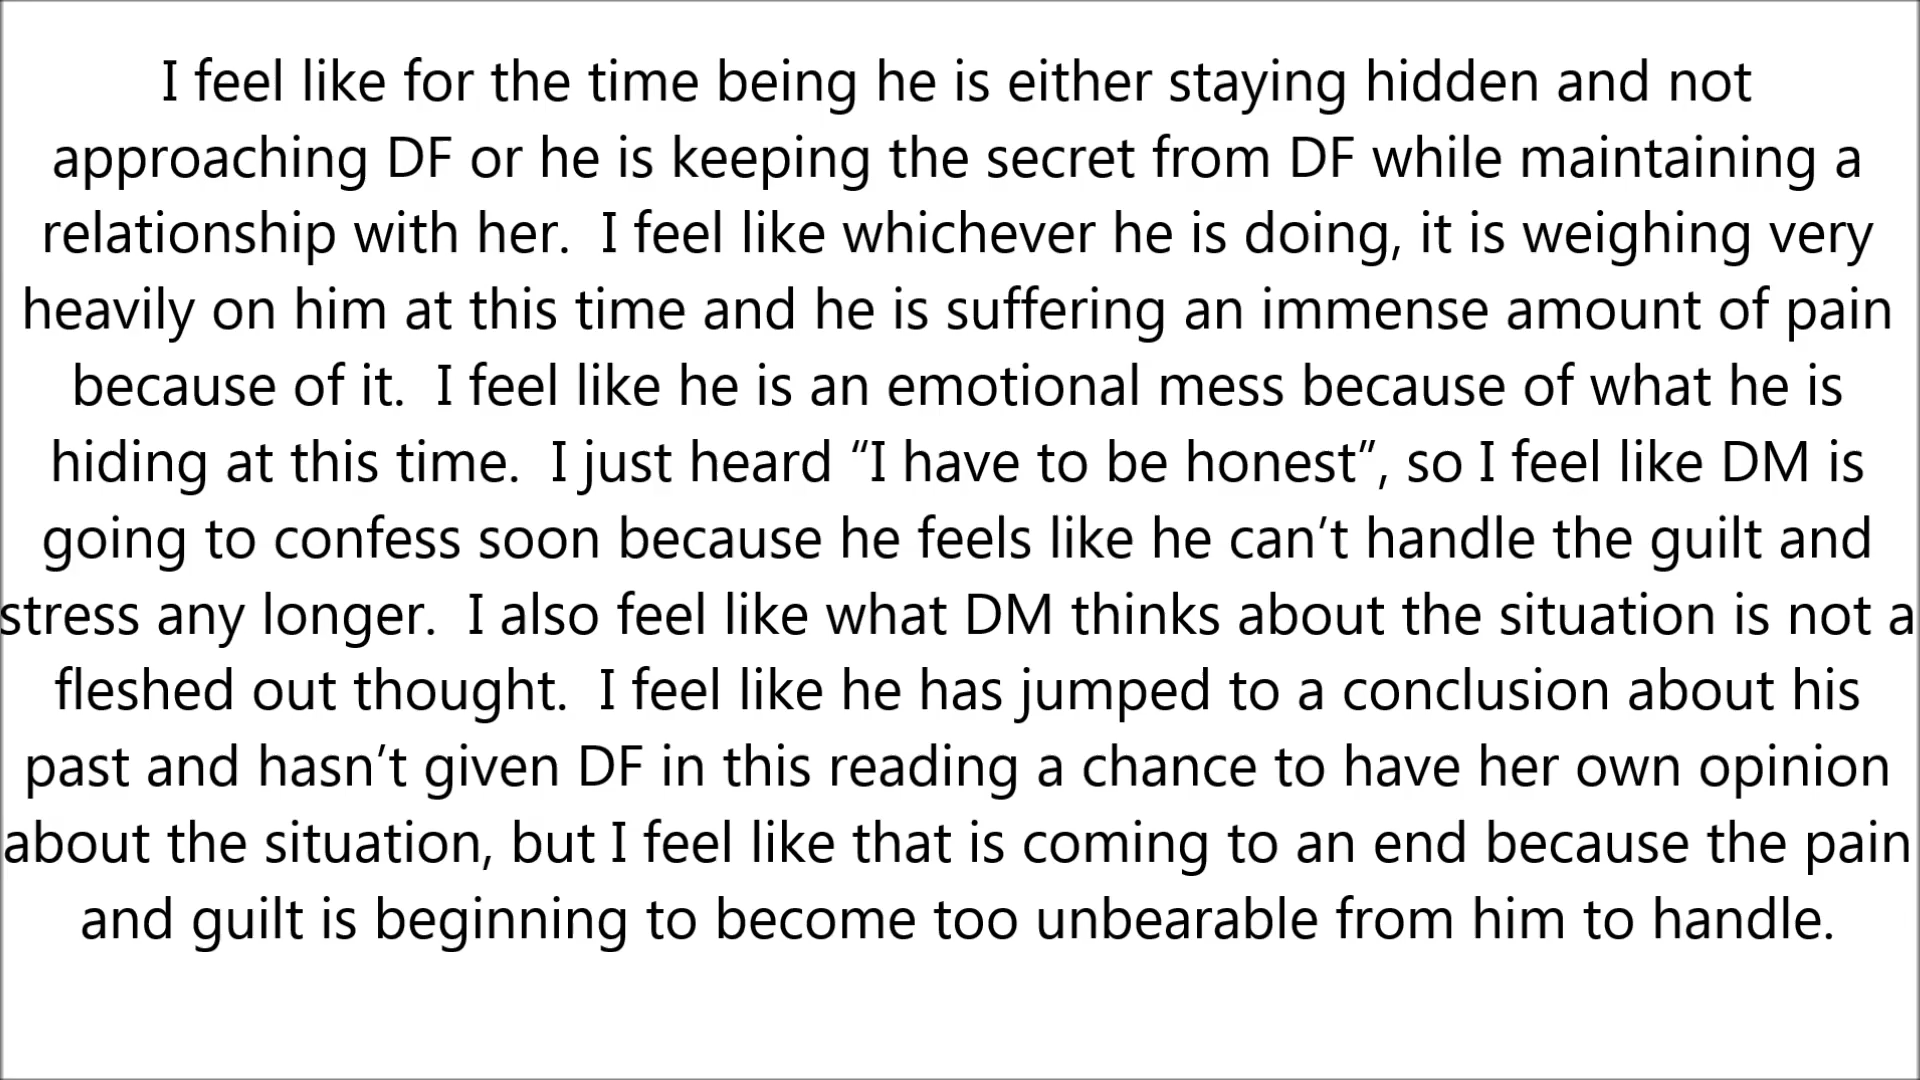 I feel like for the time being he is either staying hidden and not
approaching DF or he is keeping the secret from DF while maintaining a
relationship with her.  I feel like whichever he is doing, it is weighing very
heavily on him at this time and he is suffering an immense amount of pain
because of it.  I feel like he is an emotional mess because of what he is
hiding at this time.  I just heard “I have to be honest”, so I feel like DM is
going to confess soon because he feels like he can’t handle the guilt and
stress any longer.  I also feel like what DM thinks about the situation is not a
fleshed out thought.  I feel like he has jumped to a conclusion about his
past and hasn’t given DF in this reading a chance to have her own opinion
about the situation, but I feel like that is coming to an end because the pain
and guilt is beginning to become too unbearable from him to handle.